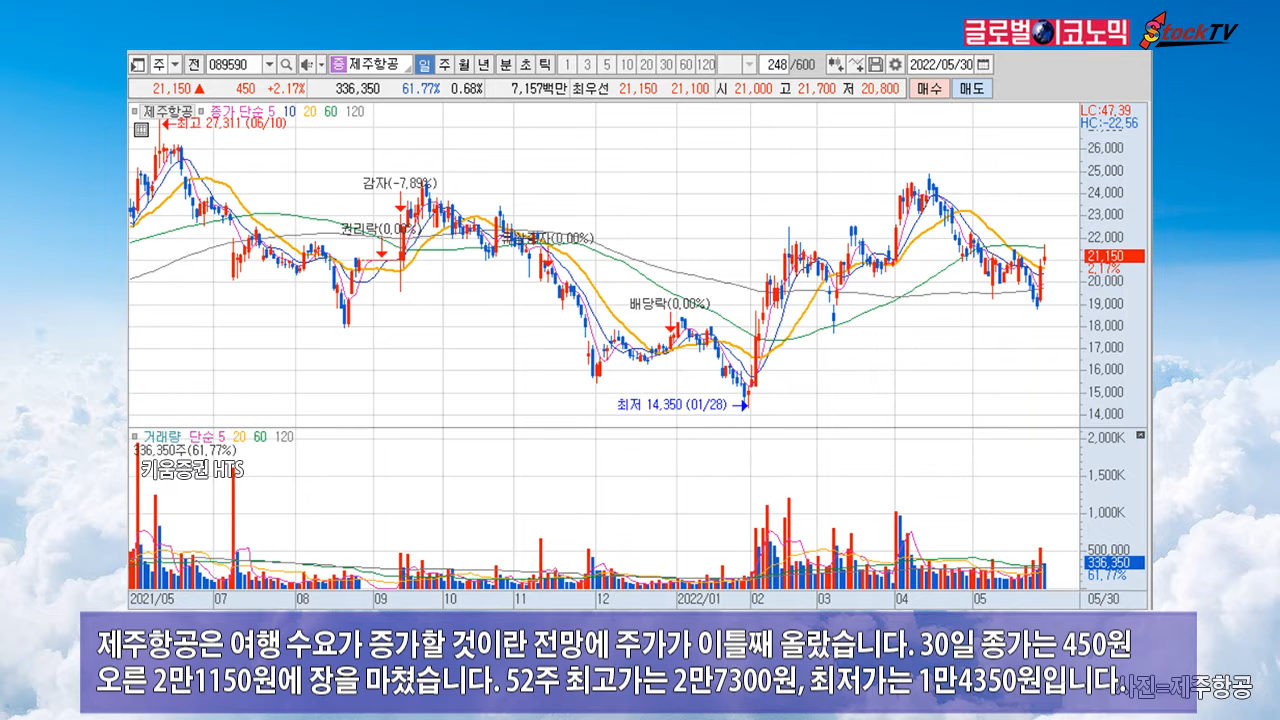 글로벌이코노믹 StockTV
주 전 089590 증 제주항공 일 주 월 년 분 초 틱 1 3 5 10 20 30 60 120 248 /600 2022/05/30
21,150 ▲ 450 +2.17% 336,350 61.77% 0.68% 7,157백만 최우선 21,150 21,100 시 21,000 고 21,700 저 20,800 매수 매도
제주항공 종가 단순 5 10 20 60 120
LC:47.39
HC:-22.56
최고 27,311 (06/10)
26,000
25,000
감자(-7.89%)
24,000
23,000
권리락(0.00%)
22,000
21,150
2.17%
20,000
배당락(0.00%)
19,000
18,000
17,000
16,000
15,000
최저 14,350 (01/28)
14,000
거래량 단순 5 20 60 120
2,000K
336,350주(61.77%)
키움증권 HTS
1,500K
1,000K
500,000
336,350
61.77%
2021/05 07 08 09 10 11 12 2022/01 02 03 04 05 05/30
제주항공은 여행 수요가 증가할 것이란 전망에 주가가 이틀째 올랐습니다. 30일 종가는 450원
오른 2만1150원에 장을 마쳤습니다. 52주 최고가는 2만7300원, 최저가는 1만4350원입니다.
사진=제주항공